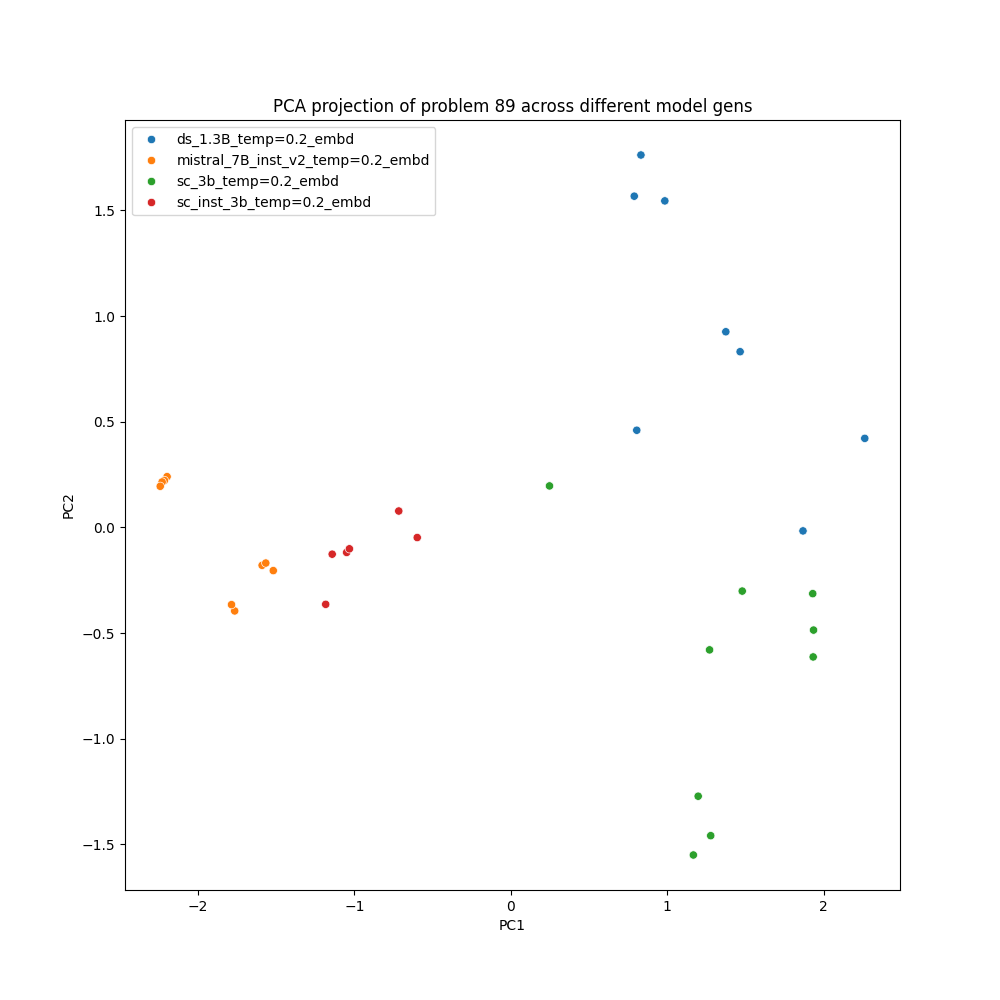 PCA projection of problem 89 across different model gens
ds_1.3B_temp=0.2_embd
mistral_7B_inst_v2_temp=0.2_embd
sc_3b_temp=0.2_embd
sc_inst_3b_temp=0.2_embd
1.5
1.0
0.5
0.0
−0.5
−1.0
−1.5
PC2
−2 −1 0 1 2
PC1